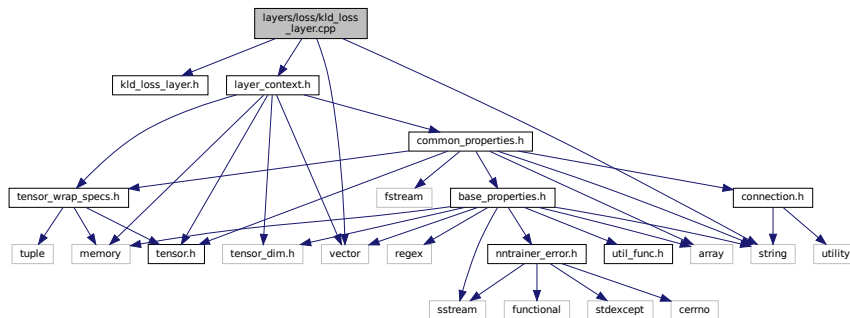 layers/loss/kld_loss
_layer.cpp
kld_loss_layer.h
layer_context.h
common_properties.h
tensor_wrap_specs.h
fstream
base_properties.h
connection.h
tuple
memory
tensor.h
tensor_dim.h
vector
regex
nntrainer_error.h
util_func.h
array
string
utility
sstream
functional
stdexcept
cerrno